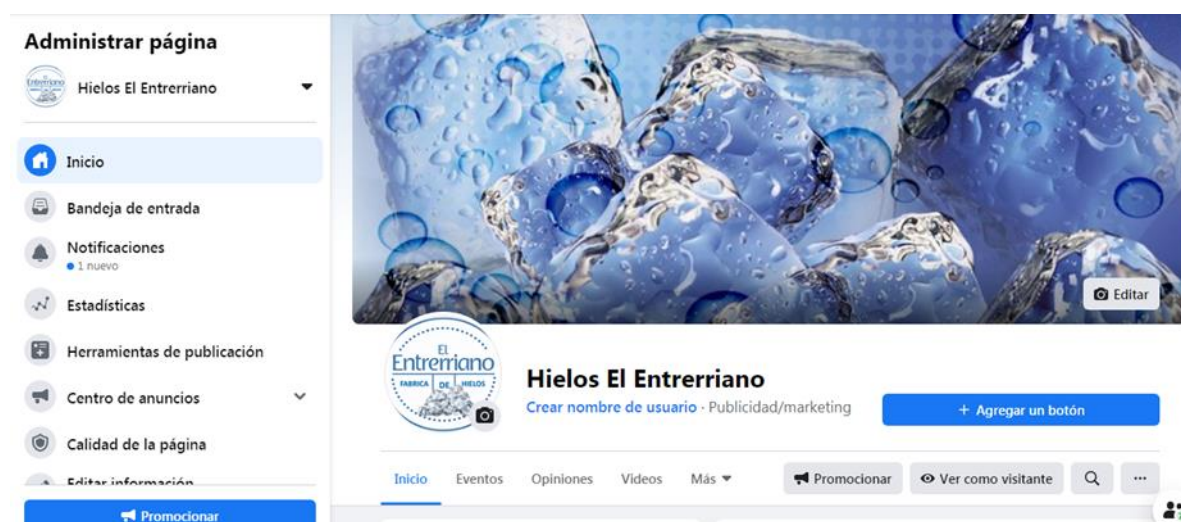 Administrar página
Hielos El Entrerriano
Inicio
Bandeja de entrada
Notificaciones
1 nuevo
Estadísticas
Herramientas de publicación
Centro de anuncios
Calidad de la página
Editar información
Promocionar
Editar
EL
Entrerriano
FABRICA DE HIELOS
Hielos El Entrerriano
Crear nombre de usuario · Publicidad/marketing
+ Agregar un botón
Inicio Eventos Opiniones Videos Más Promocionar Ver como visitante ...